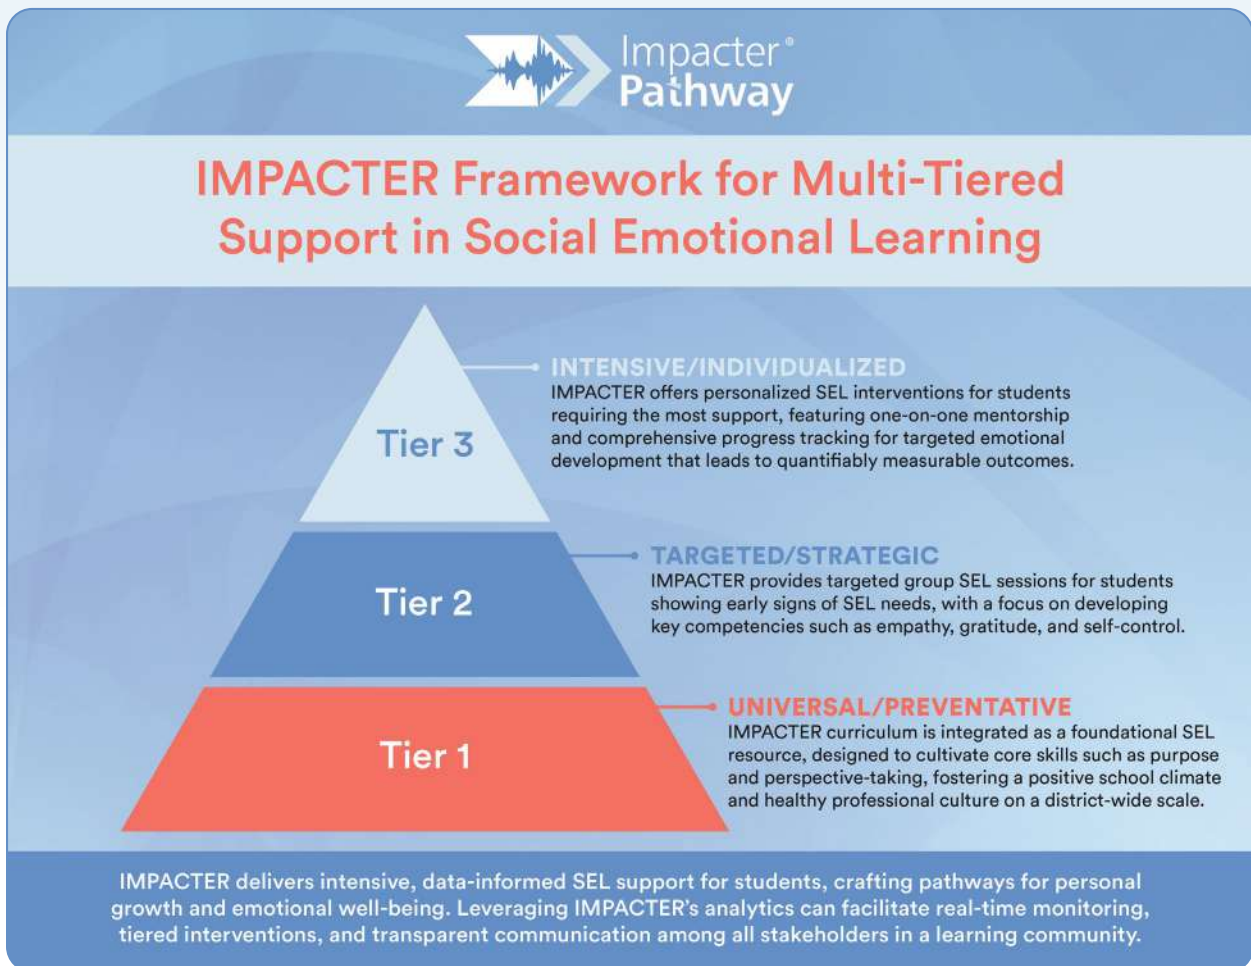 Impacter®
Pathway
IMPACTER Framework for Multi-Tiered
Support in Social Emotional Learning
Tier 3
INTENSIVE/INDIVIDUALIZED
IMPACTER offers personalized SEL interventions for students
requiring the most support, featuring one-on-one mentorship
and comprehensive progress tracking for targeted emotional
development that leads to quantifiably measurable outcomes.
Tier 2
TARGETED/STRATEGIC
IMPACTER provides targeted group SEL sessions for students
showing early signs of SEL needs, with a focus on developing
key competencies such as empathy, gratitude, and self-control.
Tier 1
UNIVERSAL/PREVENTATIVE
IMPACTER curriculum is integrated as a foundational SEL
resource, designed to cultivate core skills such as purpose
and perspective-taking, fostering a positive school climate
and healthy professional culture on a district-wide scale.
IMPACTER delivers intensive, data-informed SEL support for students, crafting pathways for personal
growth and emotional well-being. Leveraging IMPACTER's analytics can facilitate real-time monitoring,
tiered interventions, and transparent communication among all stakeholders in a learning community.